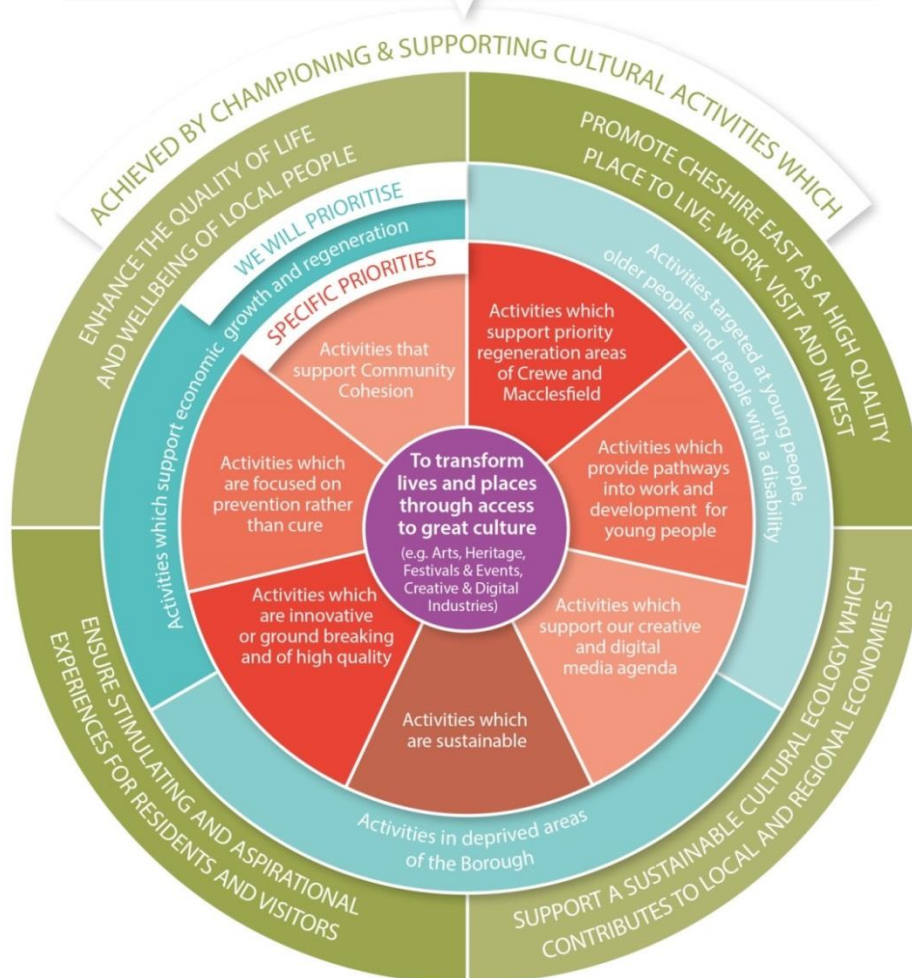 ACHIEVED BY CHAMPIONING & SUPPORTING CULTURAL ACTIVITIES WHICH
ENHANCE THE QUALITY OF LIFE
AND WELLBEING OF LOCAL PEOPLE
PROMOTE CHESHIRE EAST AS A HIGH QUALITY
PLACE TO LIVE, WORK, VISIT AND INVEST
SUPPORT A SUSTAINABLE CULTURAL ECOLOGY WHICH
CONTRIBUTES TO LOCAL AND REGIONAL ECONOMIES
ENSURE STIMULATING AND ASPIRATIONAL
EXPERIENCES FOR RESIDENTS AND VISITORS
WE WILL PRIORITISE
Activities which support economic growth and regeneration
Activities targeted at young people,
older people and people with a disability
Activities in deprived areas
of the Borough
SPECIFIC PRIORITIES
Activities that
support Community
Cohesion
Activities which
support priority
regeneration areas
of Crewe and
Macclesfield
Activities which
provide pathways
into work and
development for
young people
Activities which
support our creative
and digital
media agenda
Activities which
are sustainable
Activities which
are innovative
or ground breaking
and of high quality
Activities which
are focused on
prevention rather
than cure
To transform
lives and places
through access
to great culture
(e.g. Arts, Heritage,
Festivals & Events,
Creative & Digital
Industries)